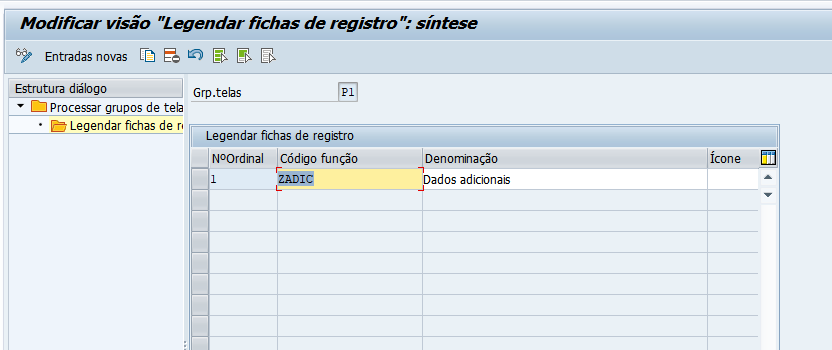 Modificar visão "Legendar fichas de registro": síntese
Entradas novas
Estrutura diálogo
Processar grupos de tela
Legendar fichas de r
Grp.telas P1
Legendar fichas de registro
NºOrdinal Código função Denominação Ícone
1 ZADIC Dados adicionais